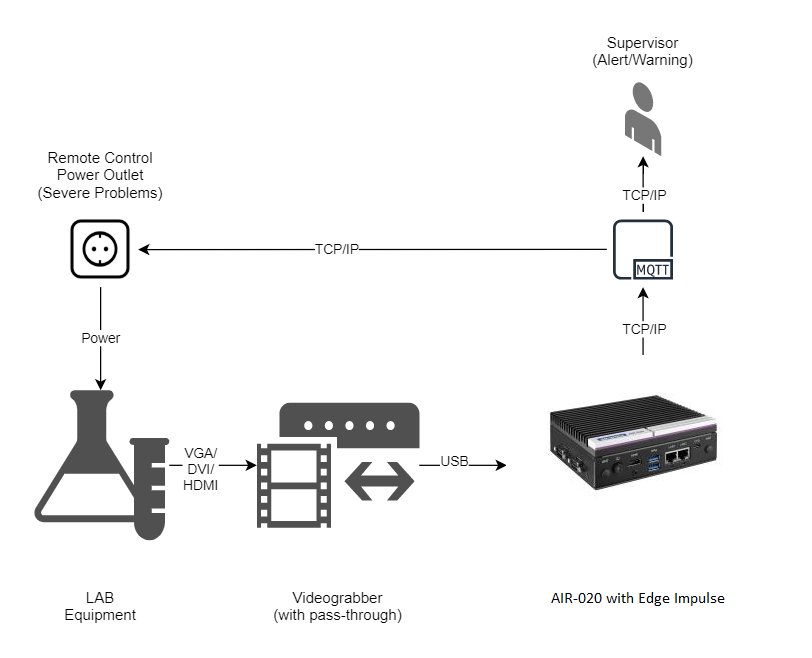 Supervisor
(Alert/Warning)
Remote Control
Power Outlet
(Severe Problems)
TCP/IP
TCP/IP
MQTT
TCP/IP
Power
VGA/
DVI/
HDMI
USB
LAB
Equipment
Videograbber
(with pass-through)
AIR-020 with Edge Impulse